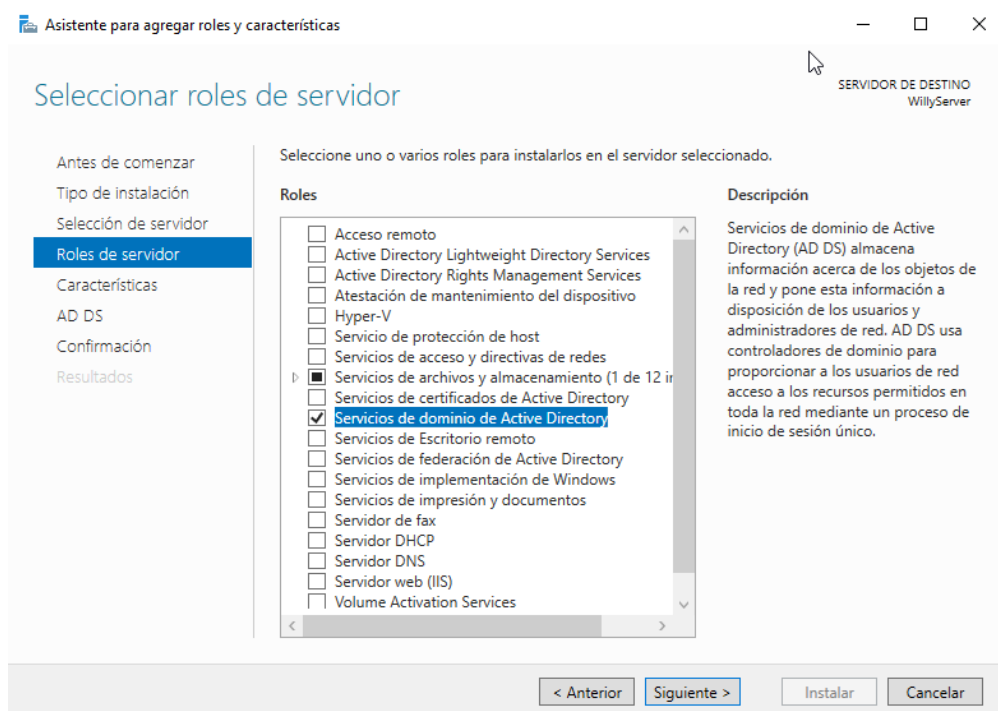 Asistente para agregar roles y características
Seleccionar roles de servidor
SERVIDOR DE DESTINO
WillyServer
Antes de comenzar
Tipo de instalación
Selección de servidor
Roles de servidor
Características
AD DS
Confirmación
Resultados
Seleccione uno o varios roles para instalarlos en el servidor seleccionado.
Roles
Acceso remoto
Active Directory Lightweight Directory Services
Active Directory Rights Management Services
Atestación de mantenimiento del dispositivo
Hyper-V
Servicio de protección de host
Servicios de acceso y directivas de redes
Servicios de archivos y almacenamiento (1 de 12 in
Servicios de certificados de Active Directory
Servicios de dominio de Active Directory
Servicios de Escritorio remoto
Servicios de federación de Active Directory
Servicios de implementación de Windows
Servicios de impresión y documentos
Servidor de fax
Servidor DHCP
Servidor DNS
Servidor web (IIS)
Volume Activation Services
Descripción
Servicios de dominio de Active
Directory (AD DS) almacena
información acerca de los objetos de
la red y pone esta información a
disposición de los usuarios y
administradores de red. AD DS usa
controladores de dominio para
proporcionar a los usuarios de red
acceso a los recursos permitidos en
toda la red mediante un proceso de
inicio de sesión único.
< Anterior
Siguiente >
Instalar
Cancelar